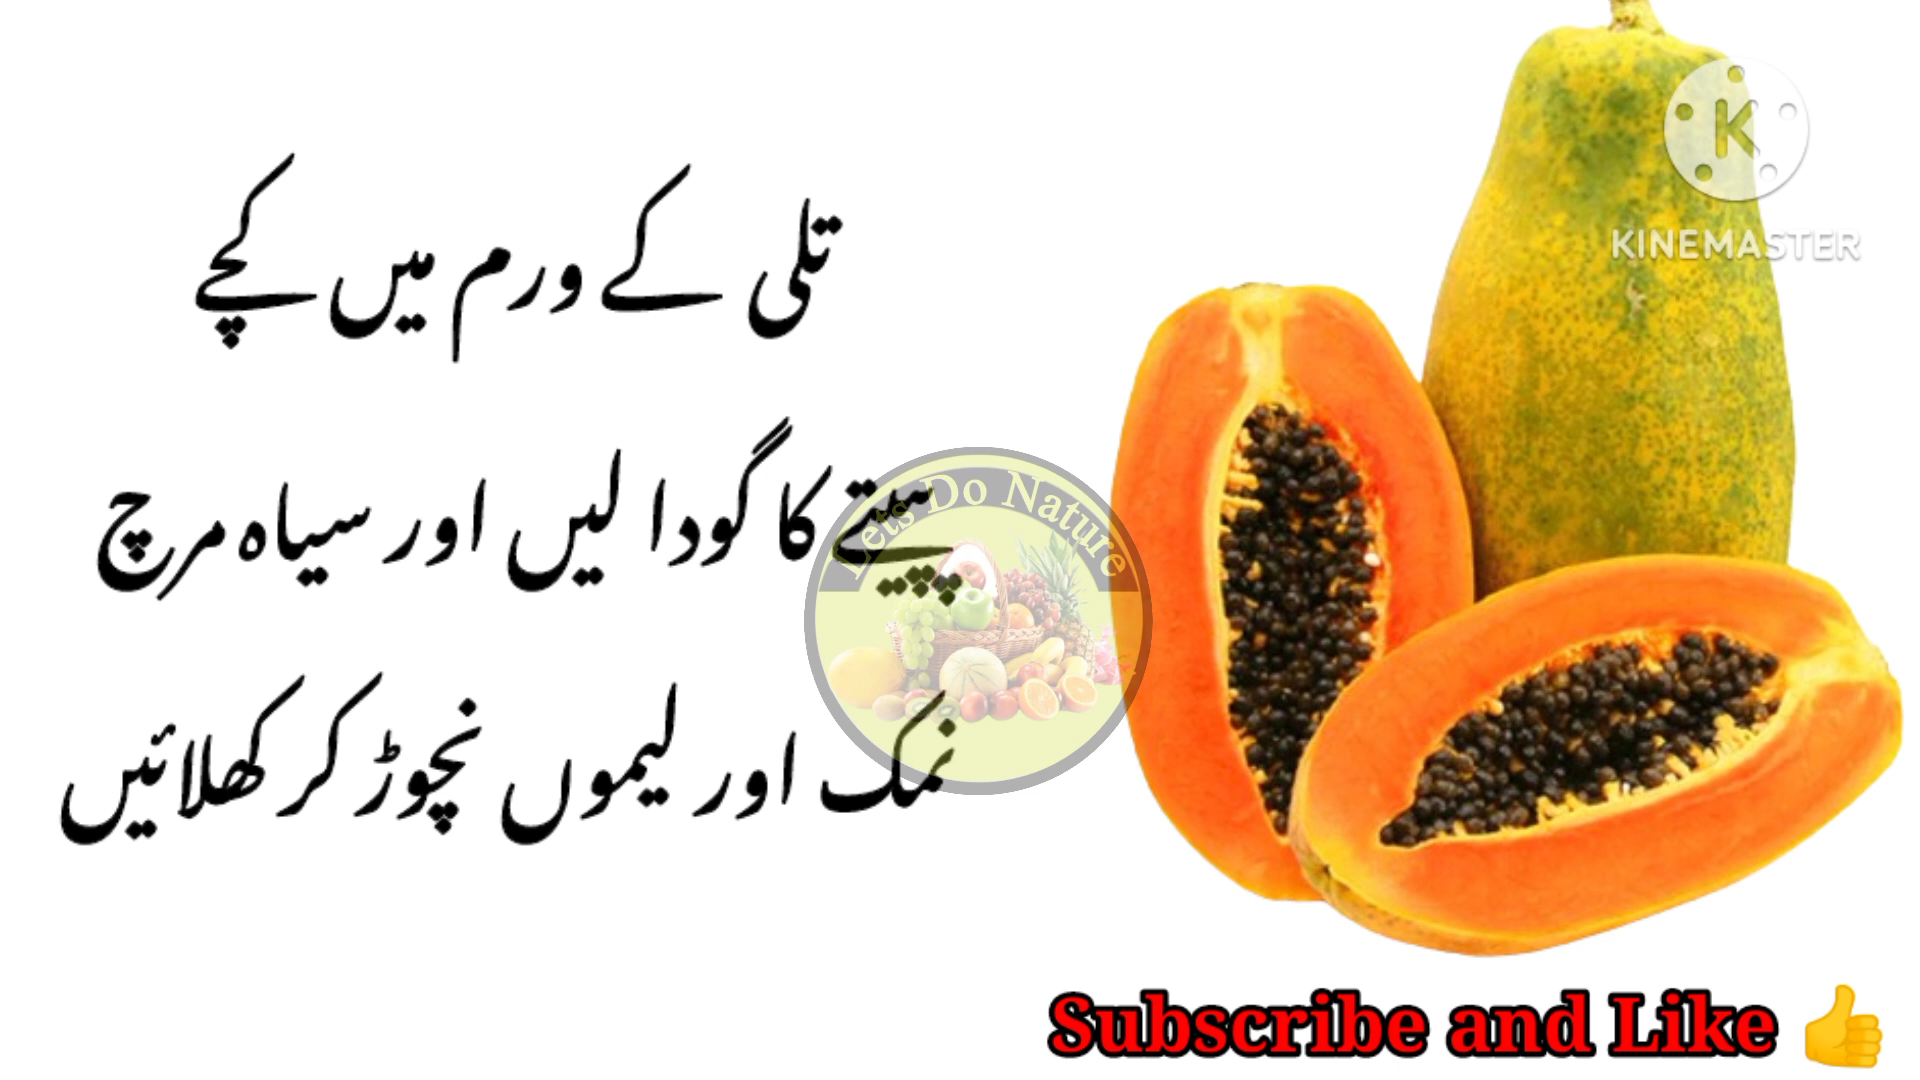 تلی کے ورم میں کچے
پپیتے کا گودا لیں اور سیاہ مرچ
نمک اور لیموں نچوڑ کر کھلائیں
Lets Do Nature
KINEMASTER
Subscribe and Like 👍